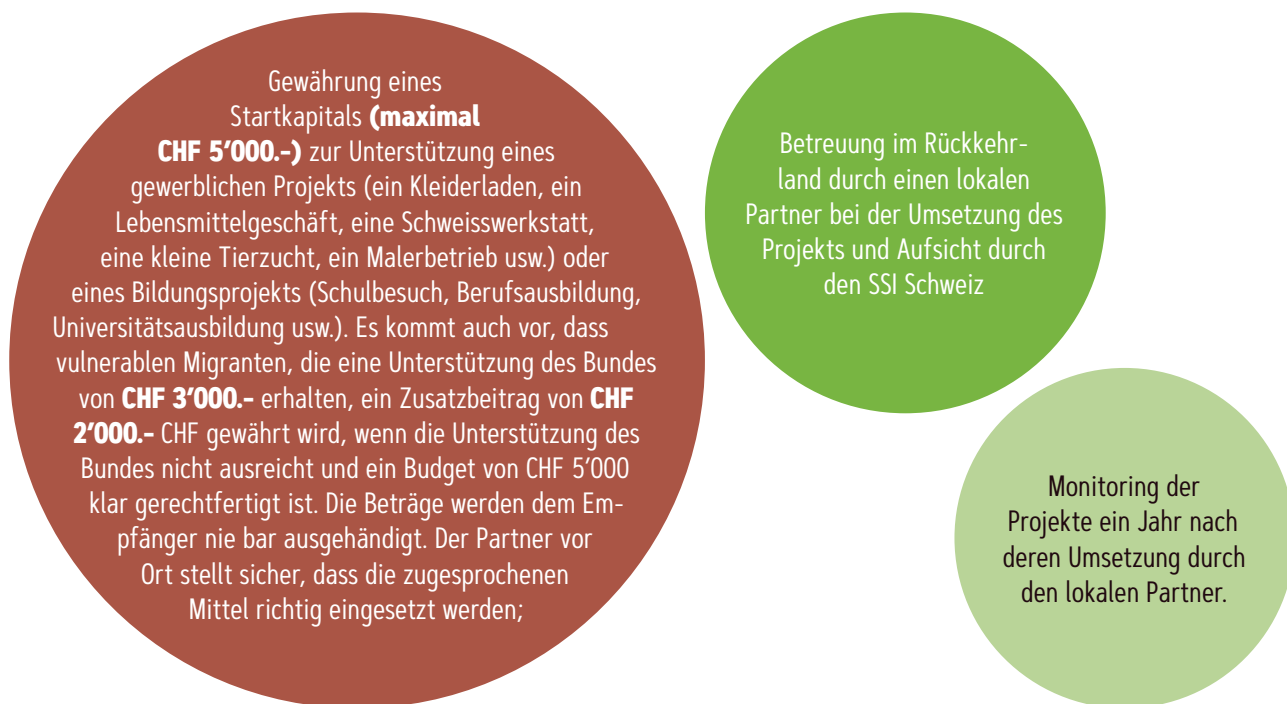 Gewährung eines
Startkapitals (maximal
CHF 5’000.-) zur Unterstützung eines
gewerblichen Projekts (ein Kleiderladen, ein
Lebensmittelgeschäft, eine Schweisswerkstatt,
eine kleine Tierzucht, ein Malerbetrieb usw.) oder
eines Bildungsprojekts (Schulbesuch, Berufsausbildung,
Universitätsausbildung usw.). Es kommt auch vor, dass
vulnerablen Migranten, die eine Unterstützung des Bundes
von CHF 3’000.- erhalten, ein Zusatzbeitrag von CHF
2’000.- CHF gewährt wird, wenn die Unterstützung des
Bundes nicht ausreicht und ein Budget von CHF 5’000
klar gerechtfertigt ist. Die Beträge werden dem Em-
pfänger nie bar ausgehändigt. Der Partner vor
Ort stellt sicher, dass die zugesprochenen
Mittel richtig eingesetzt werden;
Betreuung im Rückkehr-
land durch einen lokalen
Partner bei der Umsetzung des
Projekts und Aufsicht durch
den SSI Schweiz
Monitoring der
Projekte ein Jahr nach
deren Umsetzung durch
den lokalen Partner.